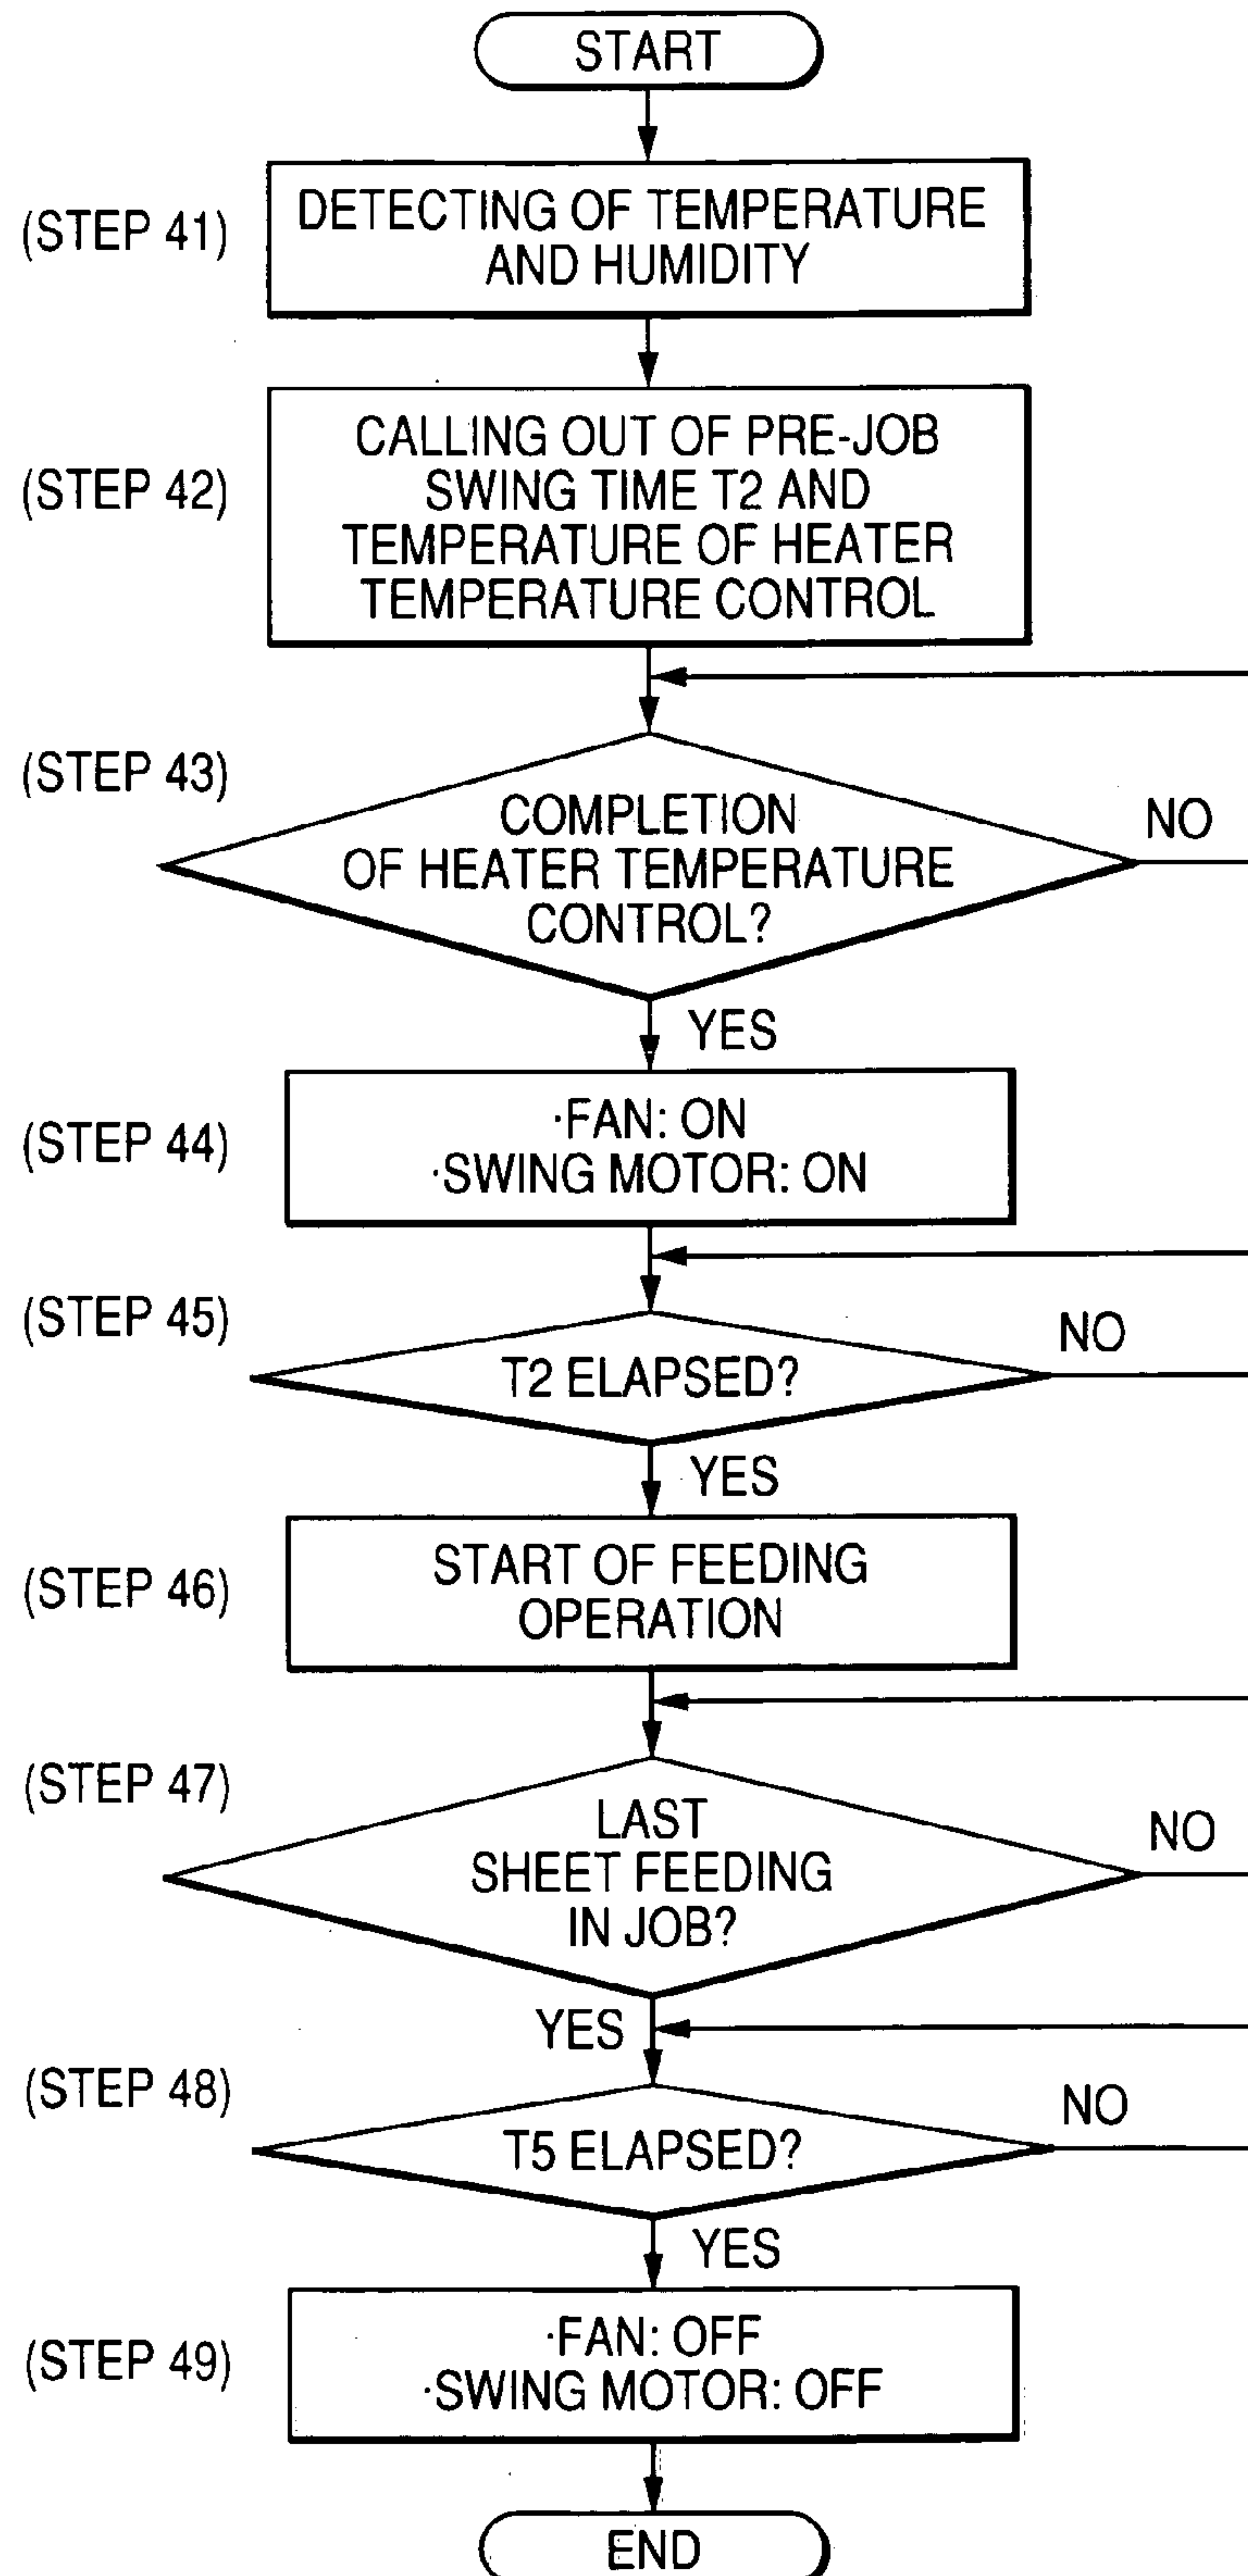 START
(STEP 41)
DETECTING OF TEMPERATURE
AND HUMIDITY
(STEP 42)
CALLING OUT OF PRE-JOB
SWING TIME T2 AND
TEMPERATURE OF HEATER
TEMPERATURE CONTROL
(STEP 43)
COMPLETION
OF HEATER TEMPERATURE
CONTROL?
NO
YES
(STEP 44)
·FAN: ON
·SWING MOTOR: ON
(STEP 45)
T2 ELAPSED?
NO
YES
(STEP 46)
START OF FEEDING
OPERATION
(STEP 47)
LAST
SHEET FEEDING
IN JOB?
NO
YES
(STEP 48)
T5 ELAPSED?
NO
YES
(STEP 49)
·FAN: OFF
·SWING MOTOR: OFF
END